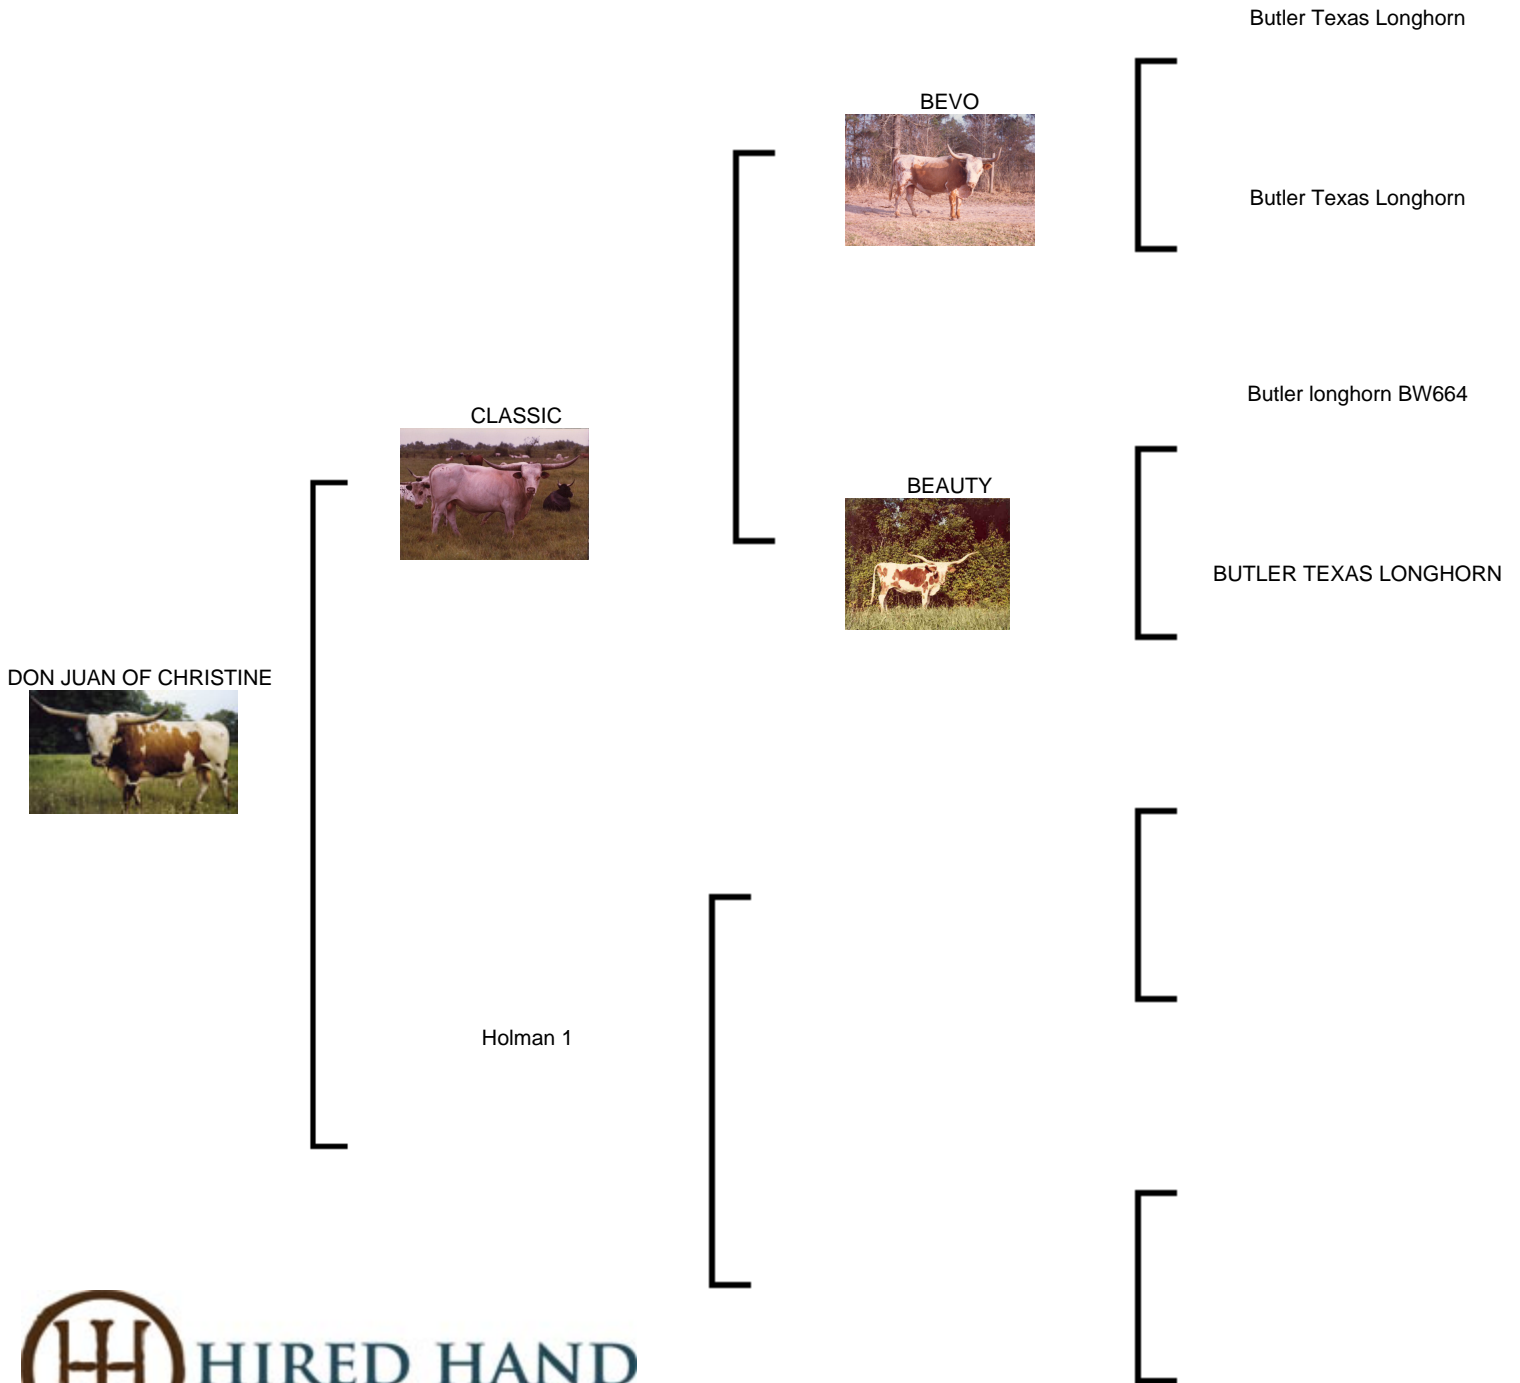 Butler Texas Longhorn
BEVO
Butler Texas Longhorn
Butler longhorn BW664
CLASSIC
BEAUTY
BUTLER TEXAS LONGHORN
DON JUAN OF CHRISTINE
Holman 1
HIRED HAND